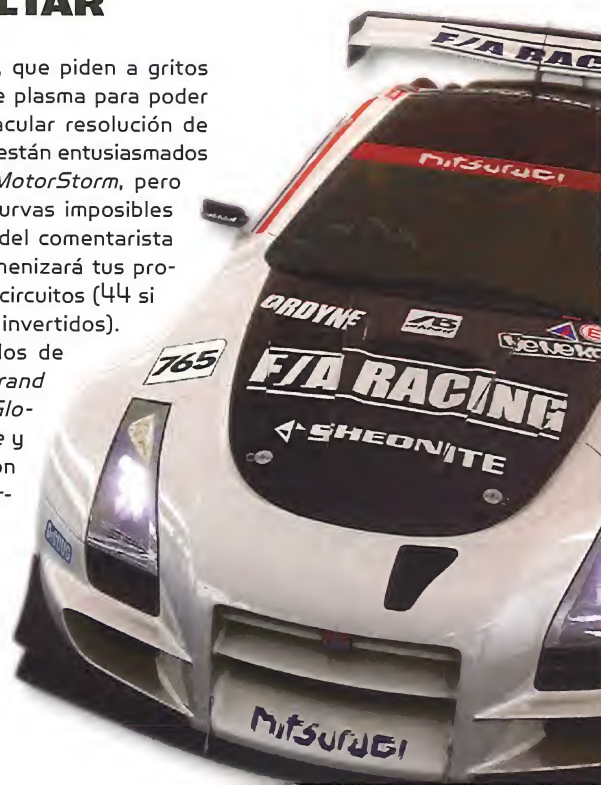 LTAR
, que piden a gritos
e plasma para poder
acular resolución de
están entusiasmados
MotorStorm, pero
urvas imposibles
del comentarista
menizará tus pro-
circuitos (44 si
invertidos).
los de
rand
Glo-
e y
on
r-
F/A RAC
mitsurugi
ORDYNE
765
F/A RACING
SHEONITE
mitsurugi